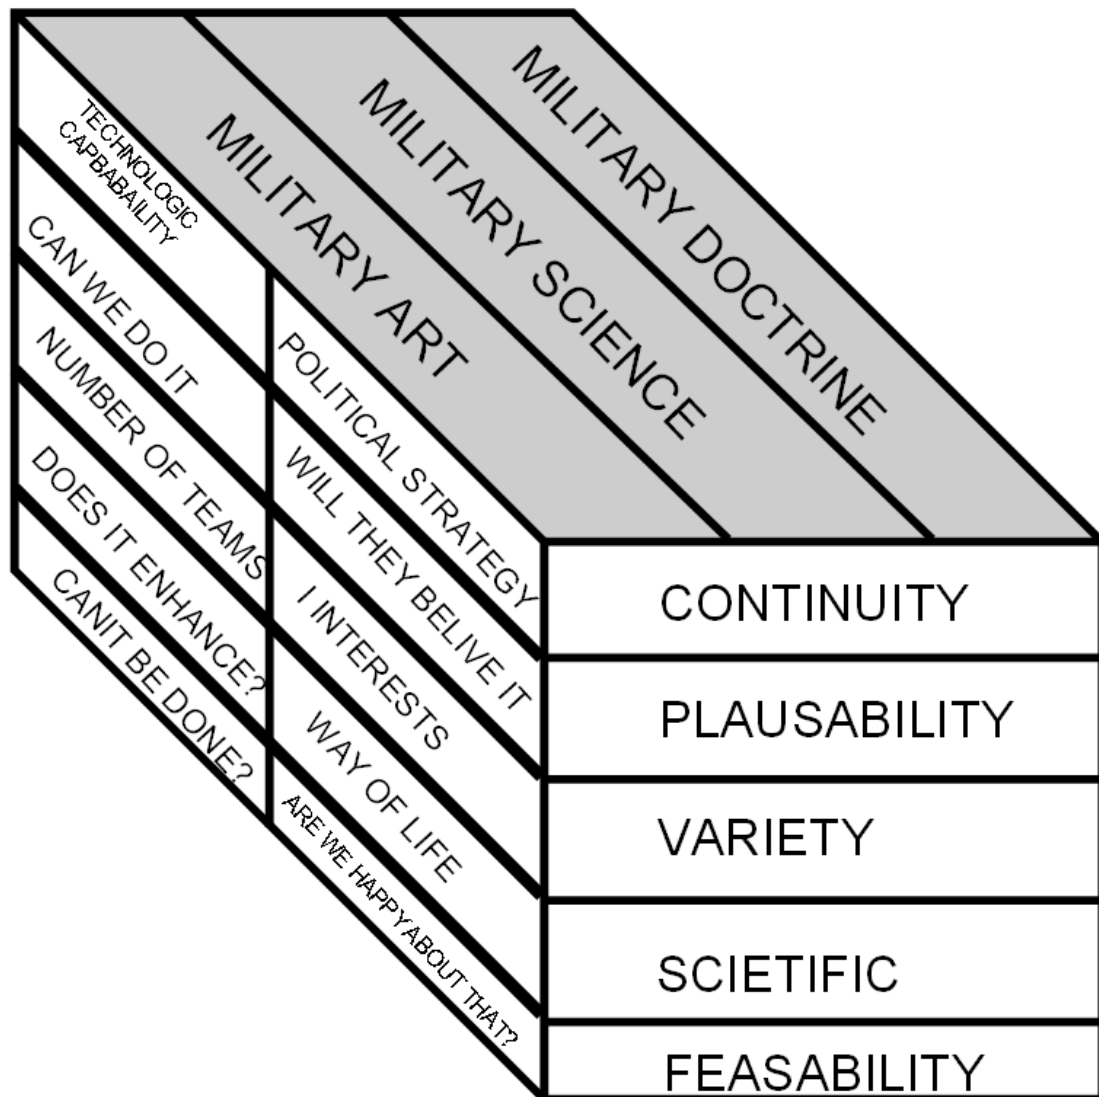 MILITARY ART
MILITARY SCIENCE
MILITARY DOCTRINE
TECHNOLOGIC
CAPBABAILITY
CAN WE DO IT
NUMBER OF TEAMS
DOES IT ENHANCE?
CANIT BE DONE?
POLITICAL STRATEGY
WILL THEY BELIVE IT
I INTERESTS
WAY OF LIFE
ARE WE HAPPY ABOUT THAT?
CONTINUITY
PLAUSABILITY
VARIETY
SCIETIFIC
FEASABILITY